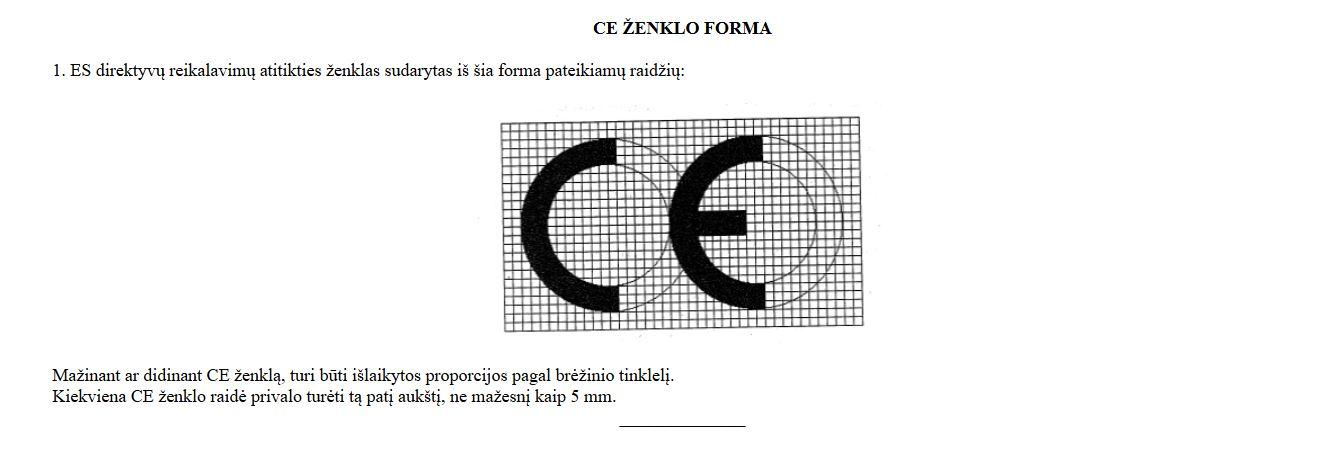 CE ŽENKLO FORMA
1. ES direktyvų reikalavimų atitikties ženklas sudarytas iš šia forma pateikiamų raidžių:
CE
Mažinant ar didinant CE ženklą, turi būti išlaikytos proporcijos pagal brėžinio tinklelį.
Kiekviena CE ženklo raidė privalo turėti tą patį aukštį, ne mažesnį kaip 5 mm.